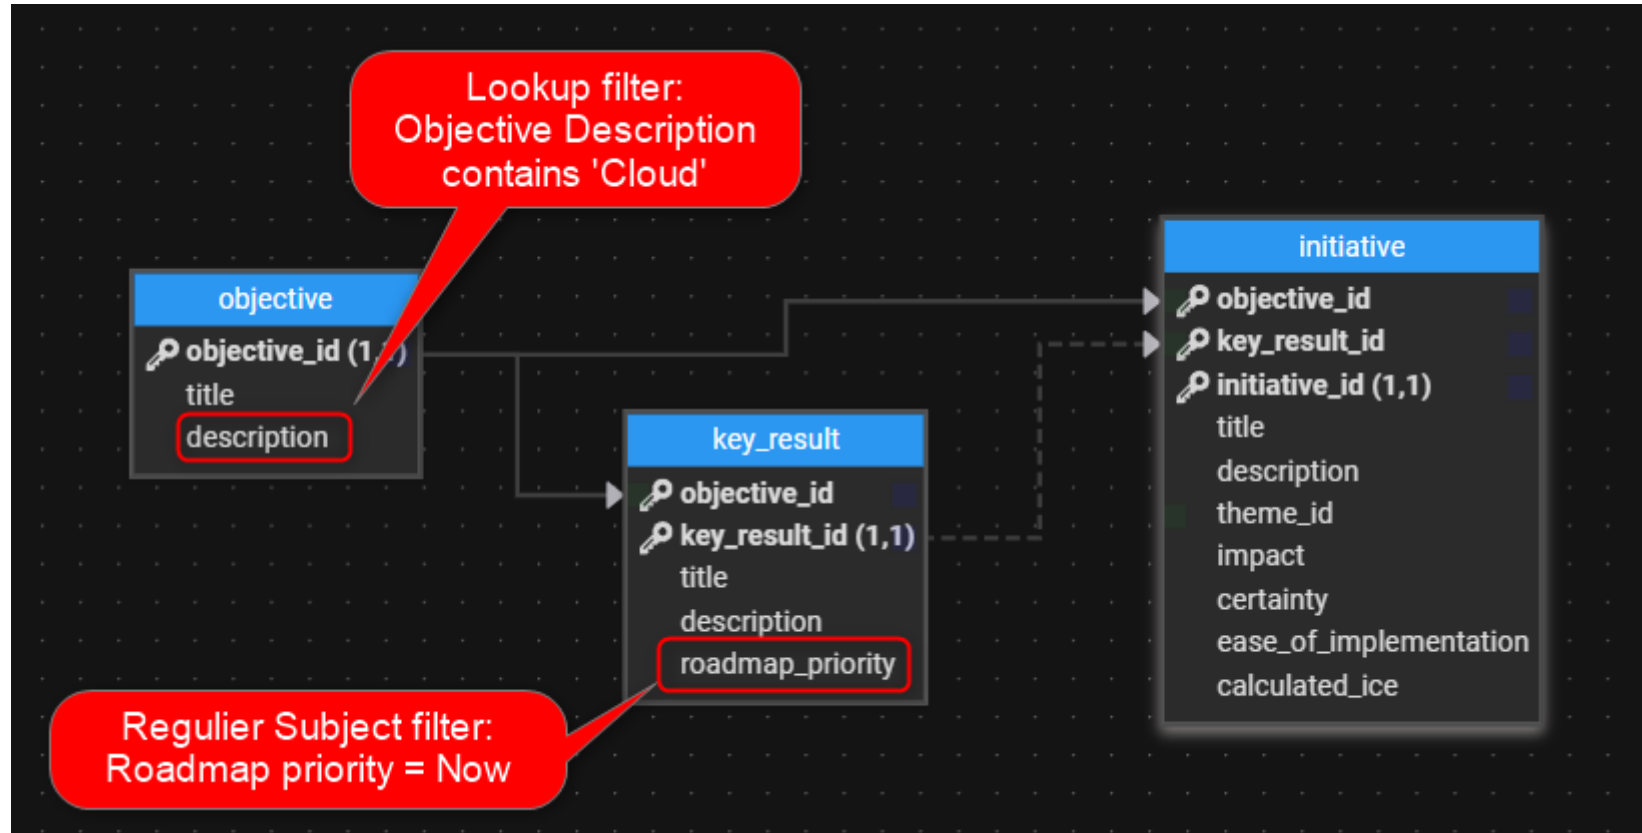 Lookup filter:
Objective Description
contains 'Cloud'
objective
objective_id (1,1)
title
description
key_result
objective_id
key_result_id (1,1)
title
description
roadmap_priority
Regulier Subject filter:
Roadmap priority = Now
initiative
objective_id
key_result_id
initiative_id (1,1)
title
description
theme_id
impact
certainty
ease_of_implementation
calculated_ice